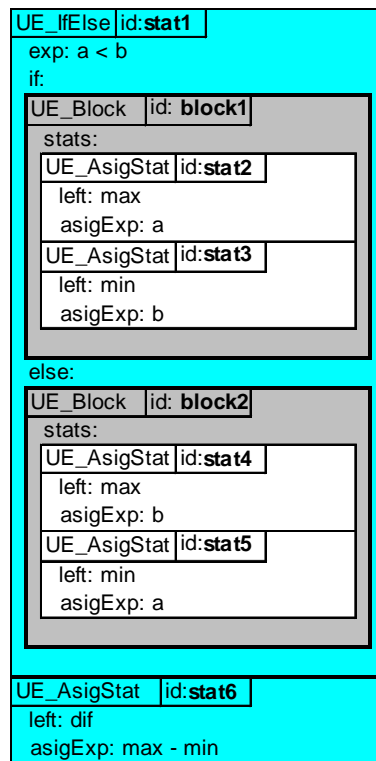 UE_IfElse id:stat1
exp: a < b
if:
UE_Block id: block1
stats:
UE_AsigStat id:stat2
left: max
asigExp: a
UE_AsigStat id:stat3
left: min
asigExp: b
else:
UE_Block id: block2
stats:
UE_AsigStat id:stat4
left: max
asigExp: b
UE_AsigStat id:stat5
left: min
asigExp: a
UE_AsigStat id:stat6
left: dif
asigExp: max - min